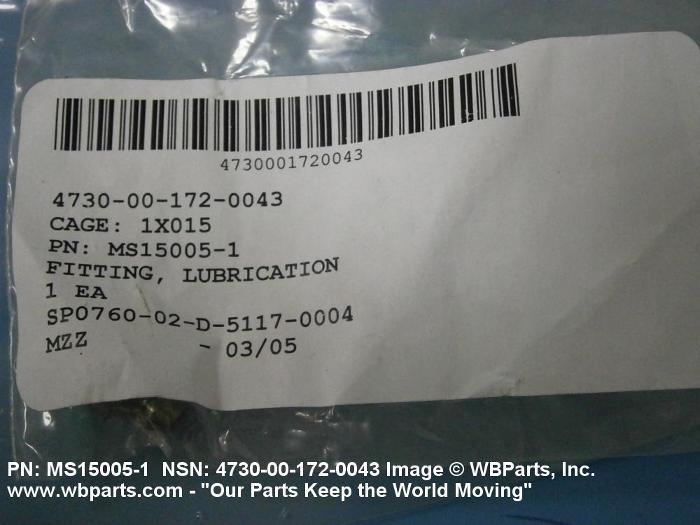 4730001720043
4730-00-172-0043
CAGE: 1X015
PN: MS15005-1
FITTING, LUBRICATION
1 EA
SPO760-02-D-5117-0004
MZZ - 03/05
PN: MS15005-1 NSN: 4730-00-172-0043 Image © WBParts, Inc.
www.wbparts.com - "Our Parts Keep the World Moving"